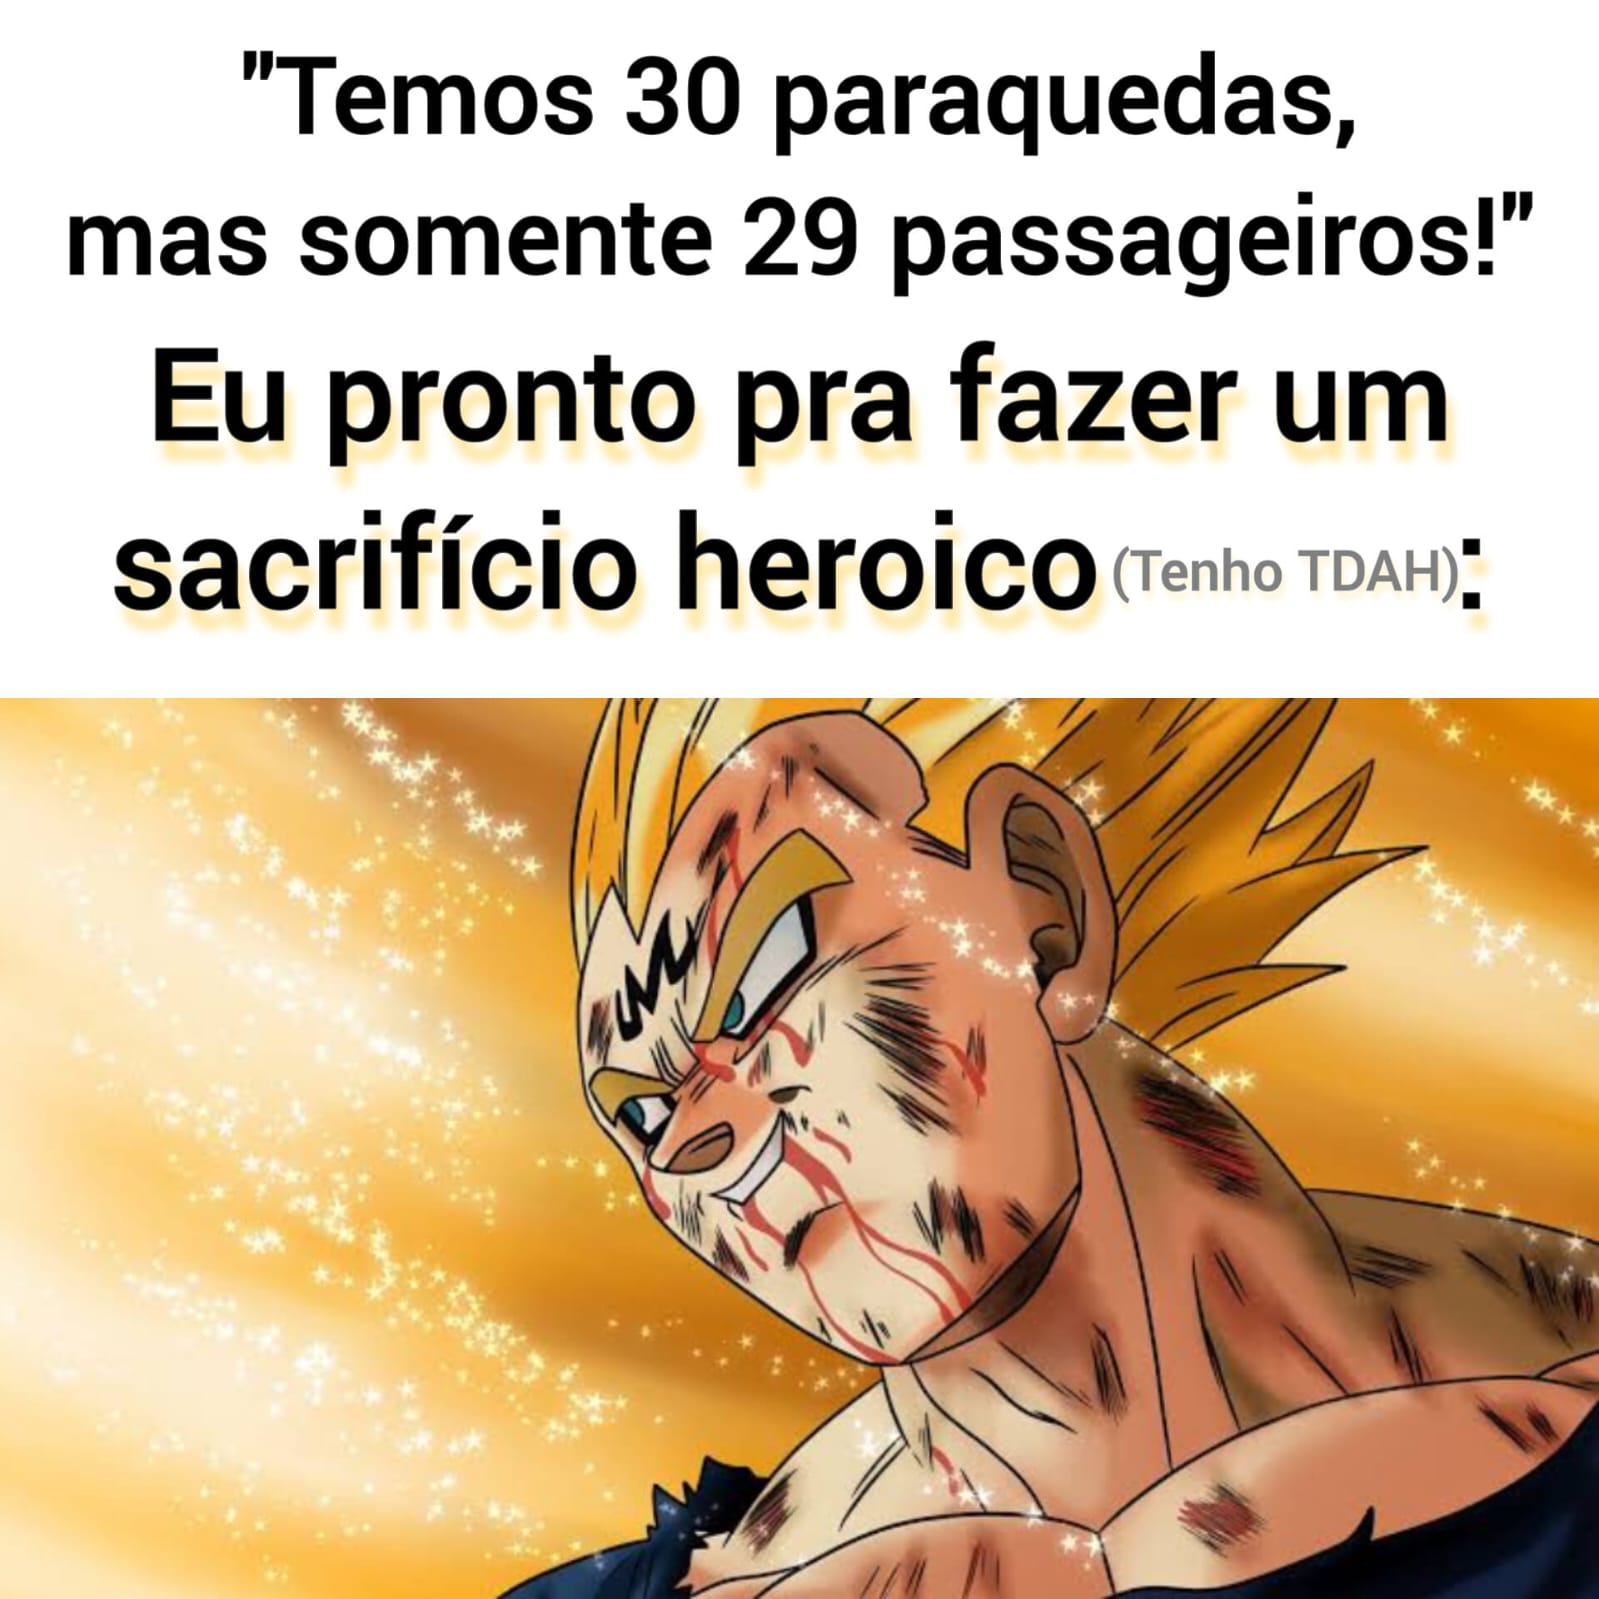 "Temos 30 paraquedas,
mas somente 29 passageiros!"
Eu pronto pra fazer um
sacrifício heroico (Tenho TDAH):